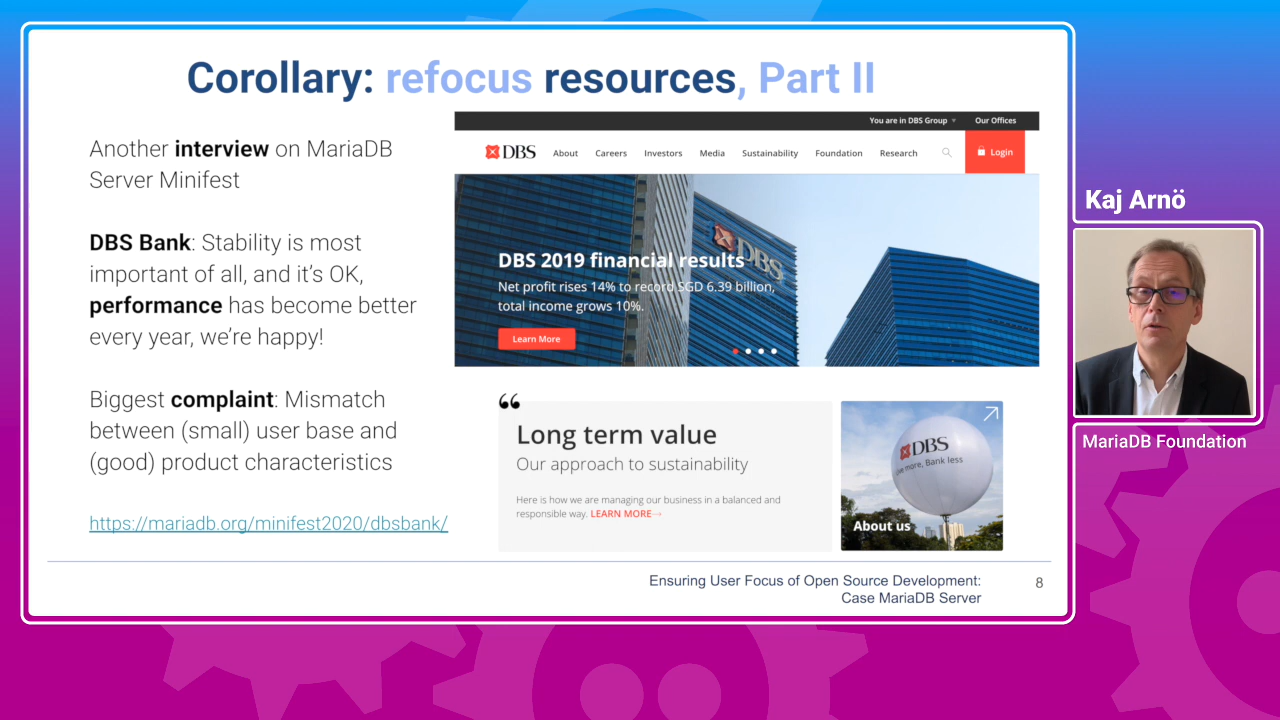 Corollary: refocus resources, Part II
Another interview on MariaDB
Server Minifest
DBS Bank: Stability is most
important of all, and it's OK,
performance has become better
every year, we're happy!
Biggest complaint: Mismatch
between (small) user base and
(good) product characteristics
https://mariadb.org/minifest2020/dbsbank/
You are in DBS Group
Our Offices
DBS
About
Careers
Investors
Media
Sustainability
Foundation
Research
Login
DBS
DBS 2019 financial results
Net profit rises 14% to record SGD 6.39 billion,
total income grows 10%.
Learn More
“
Long term value
Our approach to sustainability
Here is how we are managing our business in a balanced and
responsible way. LEARN MORE→
DBS
more, Bank less
About us
Ensuring User Focus of Open Source Development:
Case MariaDB Server
8
Kaj Arnö
MariaDB Foundation